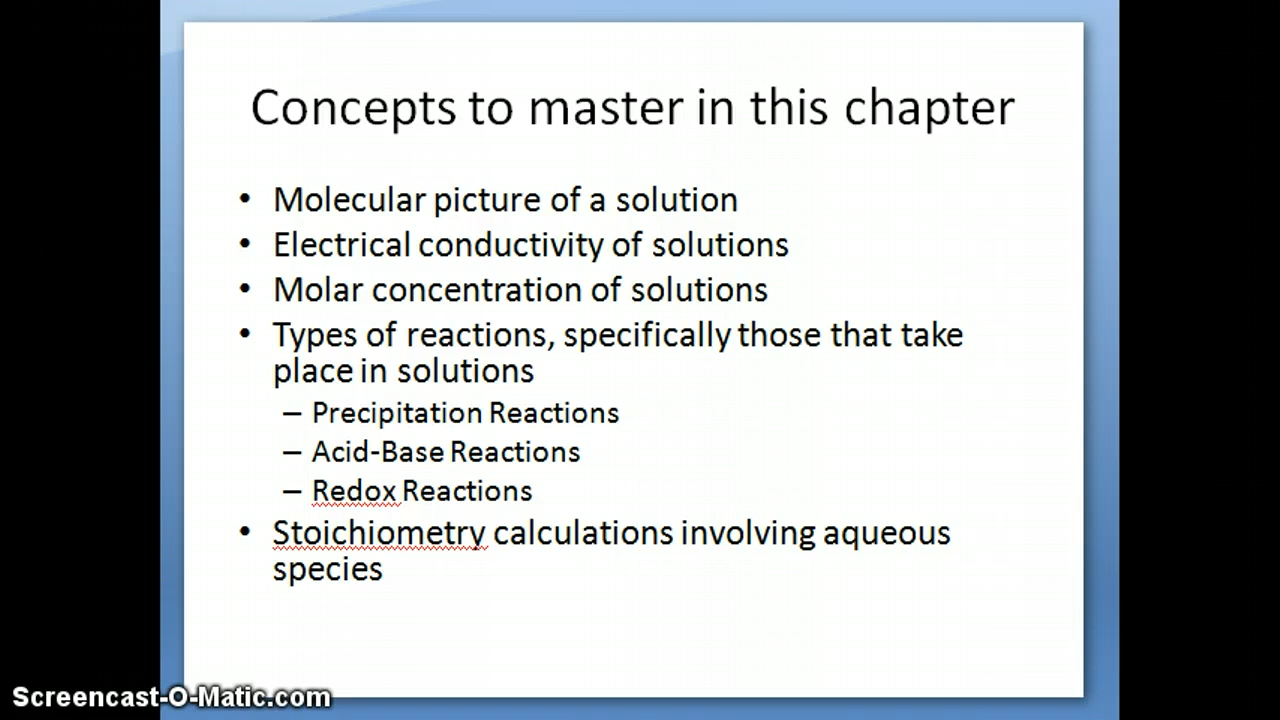 Concepts to master in this chapter
• Molecular picture of a solution
• Electrical conductivity of solutions
• Molar concentration of solutions
• Types of reactions, specifically those that take
place in solutions
– Precipitation Reactions
– Acid-Base Reactions
– Redox Reactions
• Stoichiometry calculations involving aqueous
species
Screencast-O-Matic.com